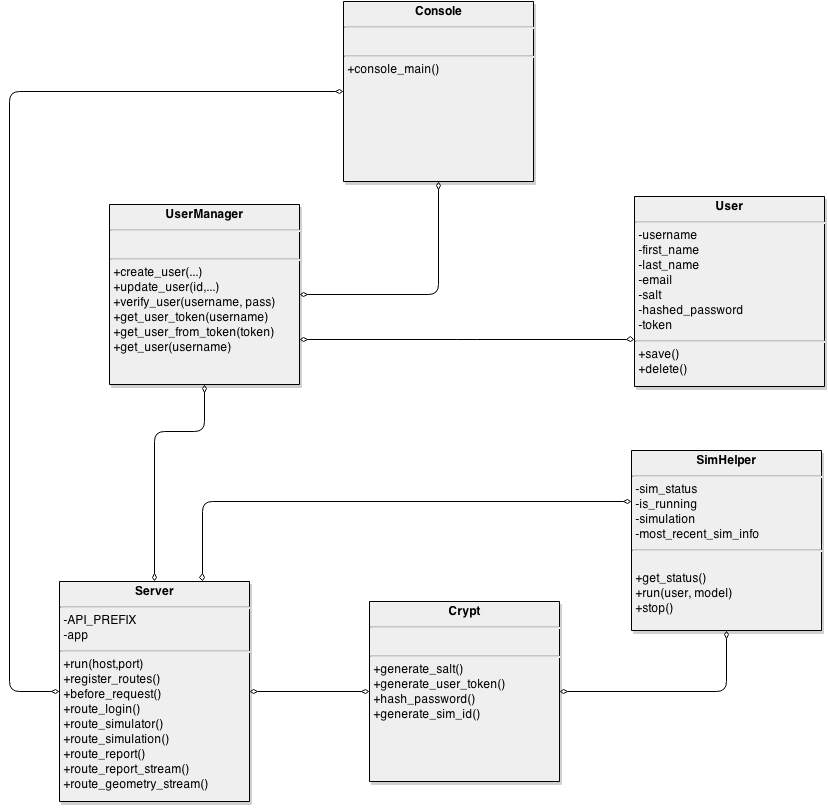 Console
+console_main()
UserManager
+create_user(...)
+update_user(id,...)
+verify_user(username, pass)
+get_user_token(username)
+get_user_from_token(token)
+get_user(username)
User
-username
-first_name
-last_name
-email
-salt
-hashed_password
-token
+save()
+delete()
SimHelper
-sim_status
-is_running
-simulation
-most_recent_sim_info
+get_status()
+run(user, model)
+stop()
Server
-API_PREFIX
-app
+run(host,port)
+register_routes()
+before_request()
+route_login()
+route_simulator()
+route_simulation()
+route_report()
+route_report_stream()
+route_geometry_stream()
Crypt
+generate_salt()
+generate_user_token()
+hash_password()
+generate_sim_id()